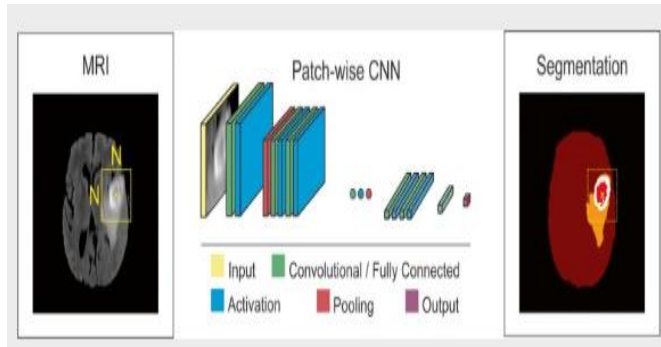 MRI
N
N
Patch-wise CNN
Input
Convolutional / Fully Connected
Activation
Pooling
Output
Segmentation